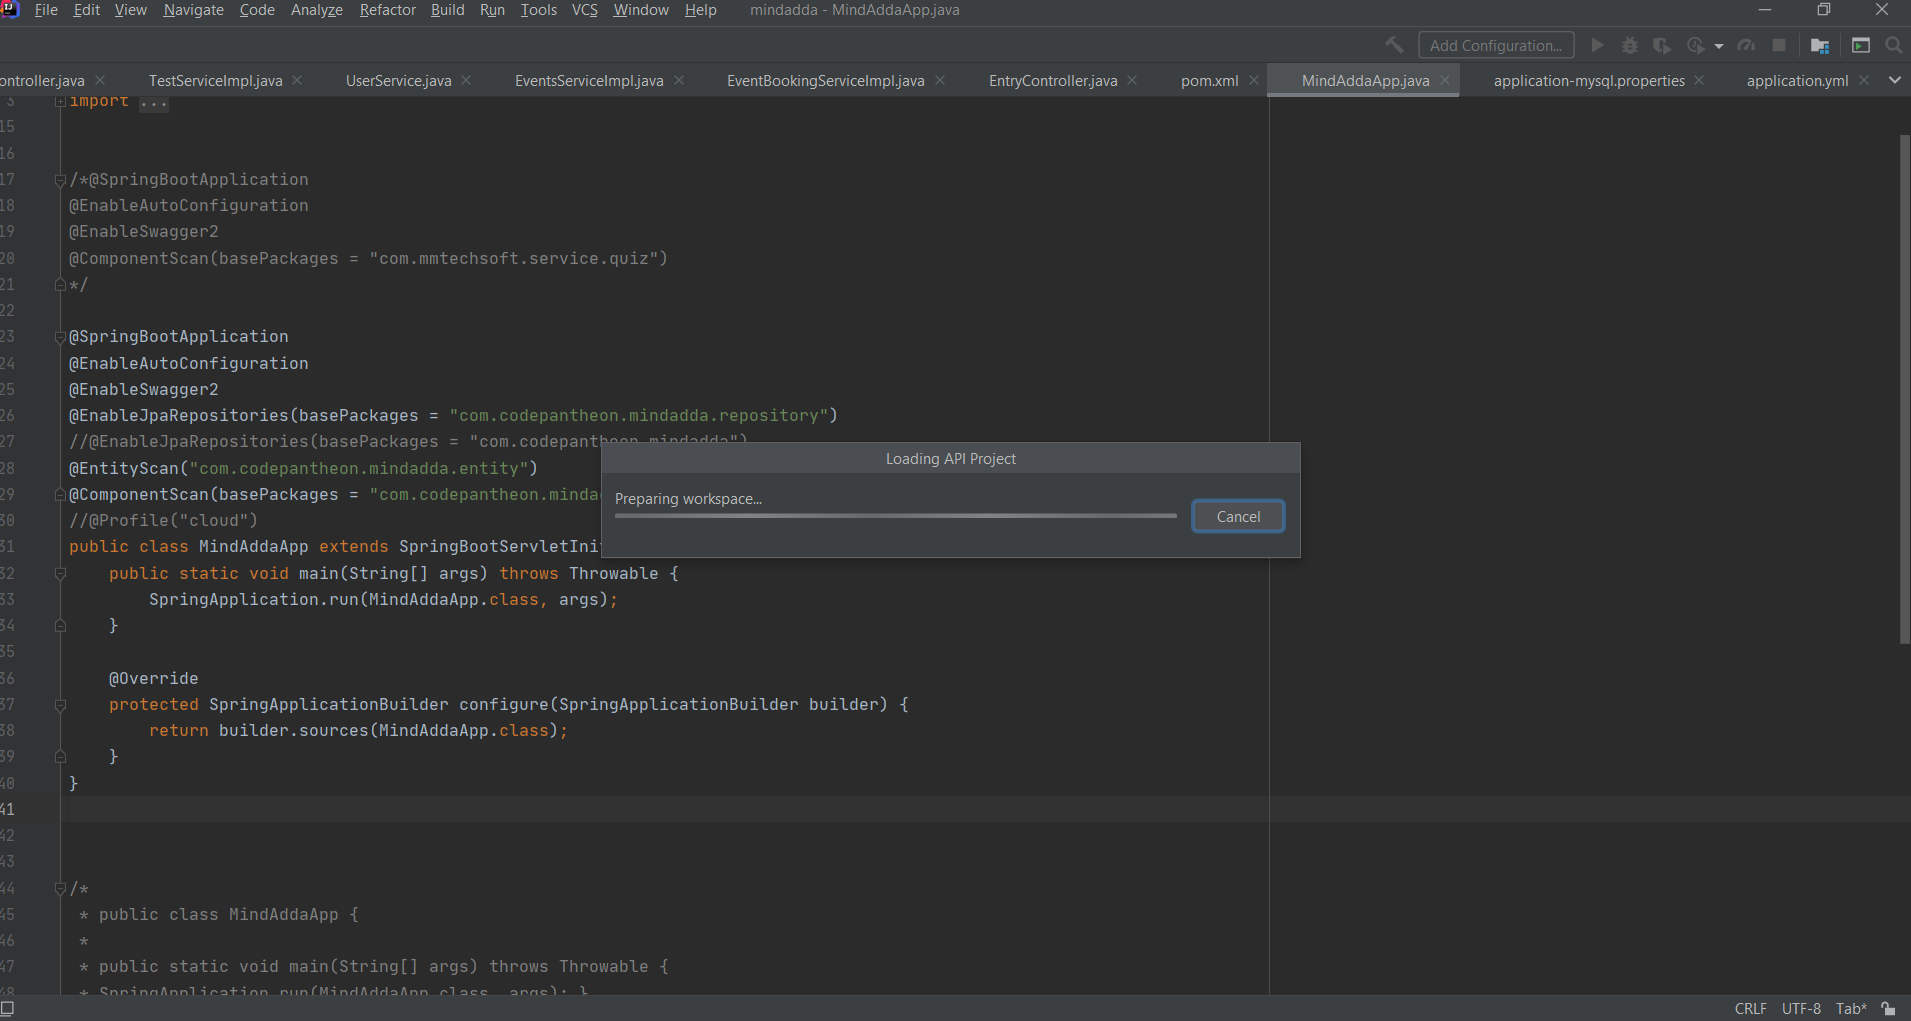 File Edit View Navigate Code Analyze Refactor Build Run Tools VCS Window Help mindadda - MindAddaApp.java
Add Configuration...
ontroller.java TestServiceImpl.java UserService.java EventsServiceImpl.java EventBookingServiceImpl.java EntryController.java pom.xml MindAddaApp.java application-mysql.properties application.yml
3 import ...
15
16
17 /*@SpringBootApplication
18 @EnableAutoConfiguration
19 @EnableSwagger2
20 @ComponentScan(basePackages = "com.mmtechsoft.service.quiz")
21 */
22
23 @SpringBootApplication
24 @EnableAutoConfiguration
25 @EnableSwagger2
26 @EnableJpaRepositories(basePackages = "com.codepantheon.mindadda.repository")
27 //@EnableJpaRepositories(basePackages = "com.codepantheon.mindadda")
28 @EntityScan("com.codepantheon.mindadda.entity")
29 @ComponentScan(basePackages = "com.codepantheon.minda
30 //@Profile("cloud")
31 public class MindAddaApp extends SpringBootServletIni
Loading API Project
Preparing workspace...
Cancel
32 public static void main(String[] args) throws Throwable {
33 SpringApplication.run(MindAddaApp.class, args);
34 }
35
36 @Override
37 protected SpringApplicationBuilder configure(SpringApplicationBuilder builder) {
38 return builder.sources(MindAddaApp.class);
39 }
40 }
41
42
43
44 /*
45 * public class MindAddaApp {
46 *
47 * public static void main(String[] args) throws Throwable {
48 * SpringApplication.run(MindAddaApp.class, args); }
CRLF UTF-8 Tab*